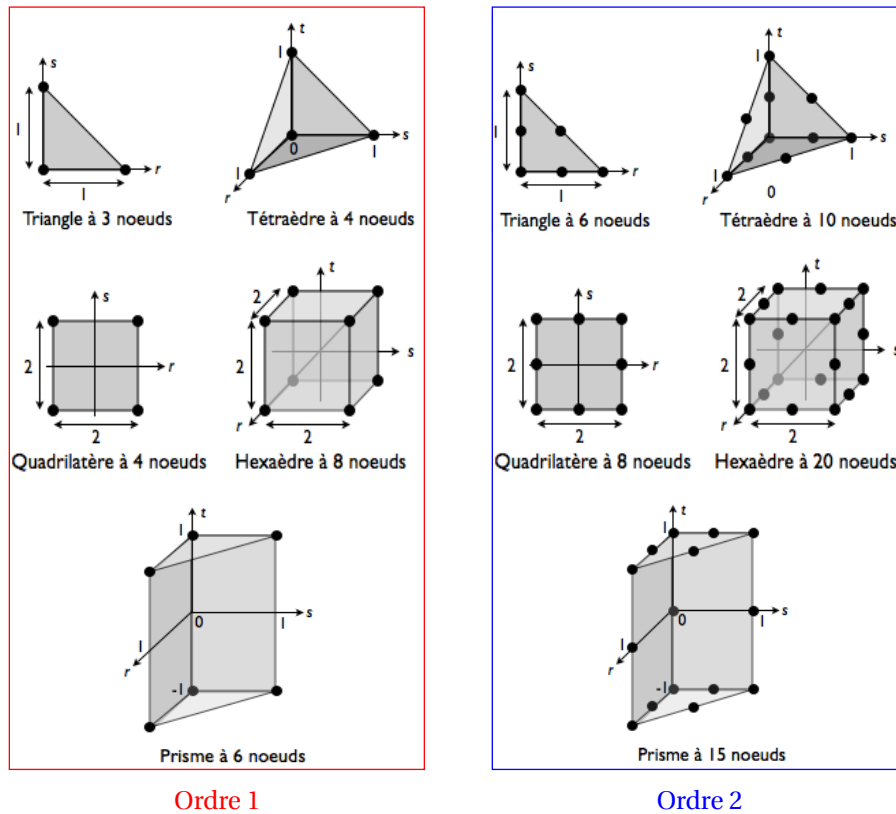 t
s
1
1
r
1
Triangle à 3 noeuds
1
0
1
s
r
Tétraèdre à 4 noeuds
s
2
r
2
Quadrilatère à 4 noeuds
t
2
2
s
r
2
Hexaèdre à 8 noeuds
t
1
0
1
s
1
r
-1
Prisme à 6 noeuds
Ordre 1
s
1
r
1
Triangle à 6 noeuds
t
1
1
s
1
r
0
Tétraèdre à 10 noeuds
s
2
r
2
Quadrilatère à 8 noeuds
t
2
2
s
r
2
Hexaèdre à 20 noeuds
t
1
0
1
s
1
r
-1
Prisme à 15 noeuds
Ordre 2